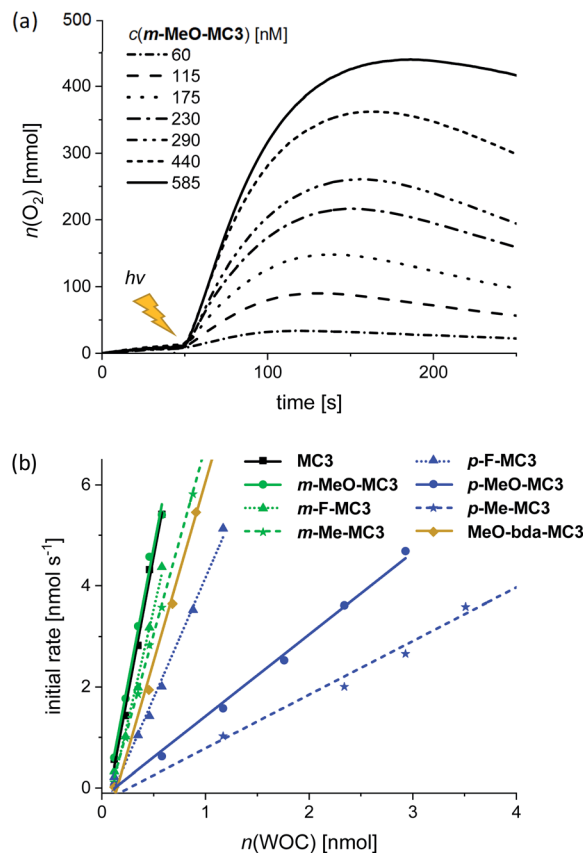 (a)
c(m-MeO-MC3) [nM]
60
115
175
230
290
440
585
hν
500
400
300
200
100
0
n(O₂) [mmol]
0 100 200
time [s]
(b)
MC3
m-MeO-MC3
m-F-MC3
m-Me-MC3
p-F-MC3
p-MeO-MC3
p-Me-MC3
MeO-bda-MC3
6
4
2
0
initial rate [nmol s⁻¹]
0 1 2 3 4
n(WOC) [nmol]